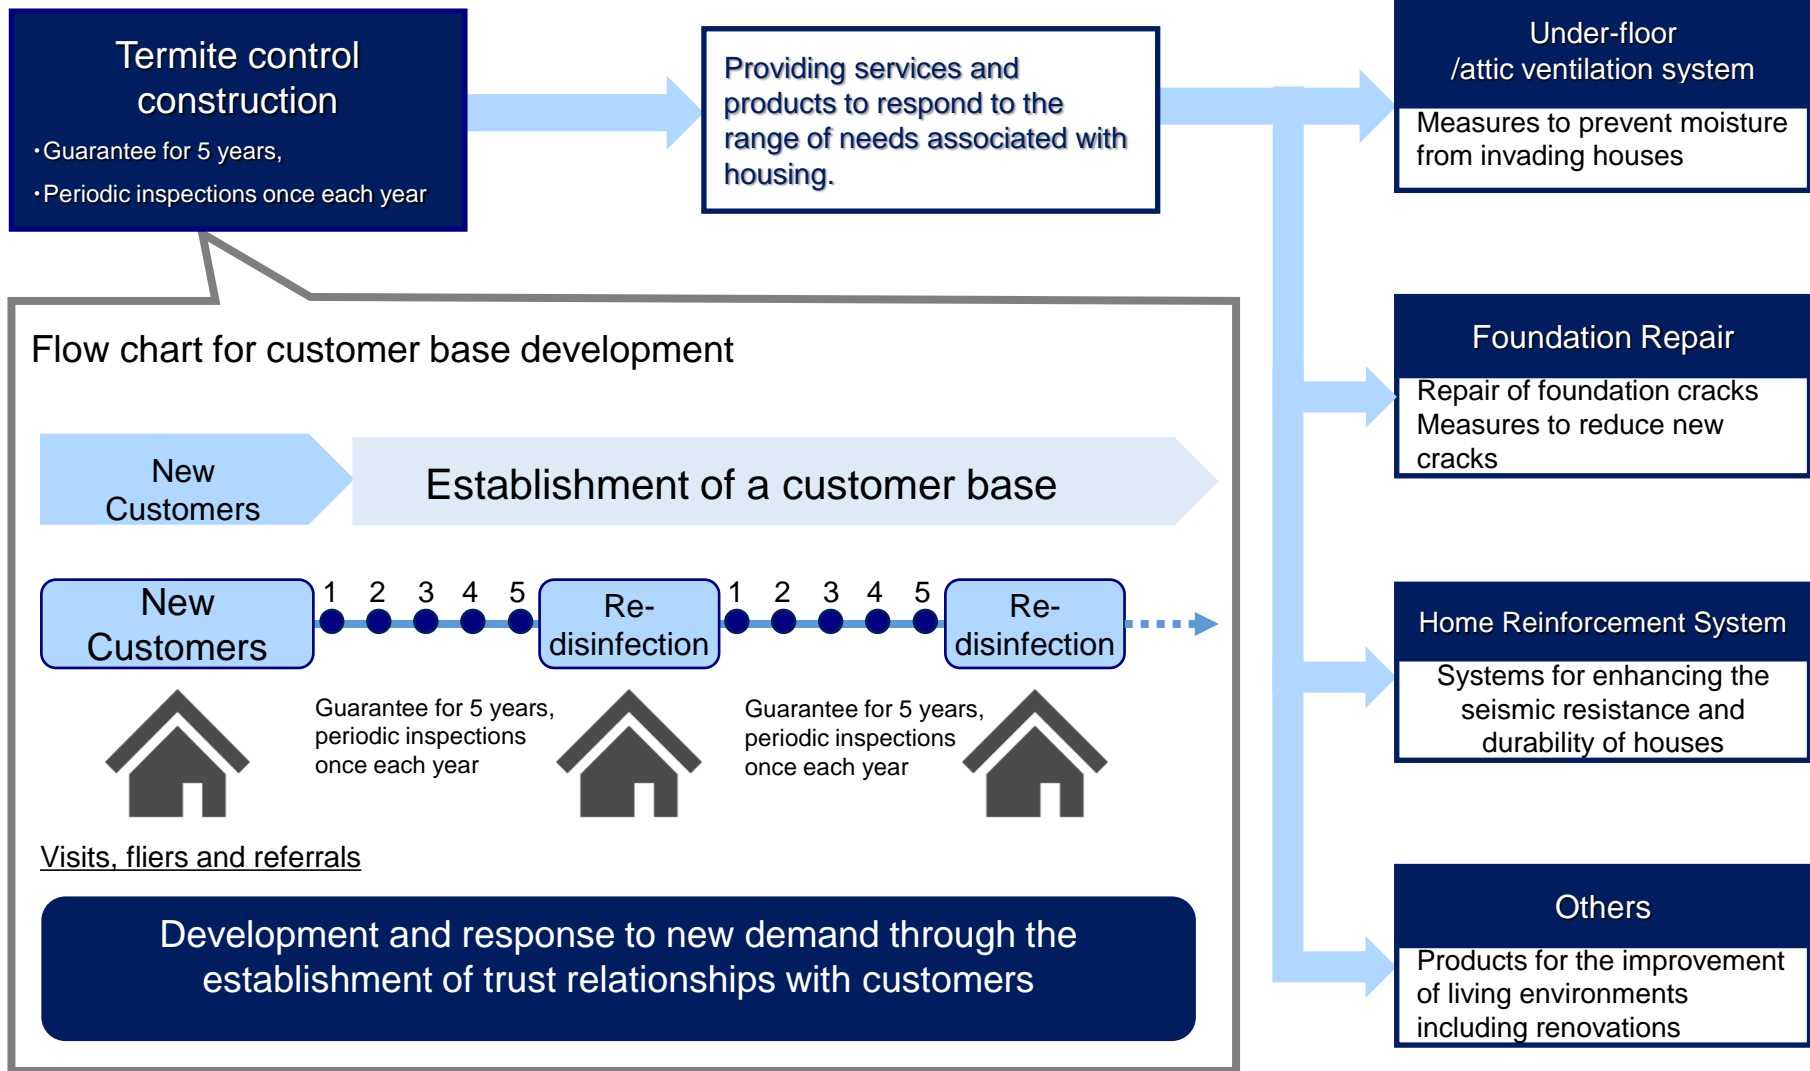 Termite control
construction
・Guarantee for 5 years,
・Periodic inspections once each year
Providing services and
products to respond to the
range of needs associated with
housing.
Under-floor
/attic ventilation system
Measures to prevent moisture
from invading houses
Foundation Repair
Repair of foundation cracks
Measures to reduce new
cracks
Home Reinforcement System
Systems for enhancing the
seismic resistance and
durability of houses
Others
Products for the improvement
of living environments
including renovations
Flow chart for customer base development
New
Customers
Establishment of a customer base
New
Customers
1 2 3 4 5
Re-
disinfection
1 2 3 4 5
Re-
disinfection
Guarantee for 5 years,
periodic inspections
once each year
Guarantee for 5 years,
periodic inspections
once each year
Visits, fliers and referrals
Development and response to new demand through the
establishment of trust relationships with customers